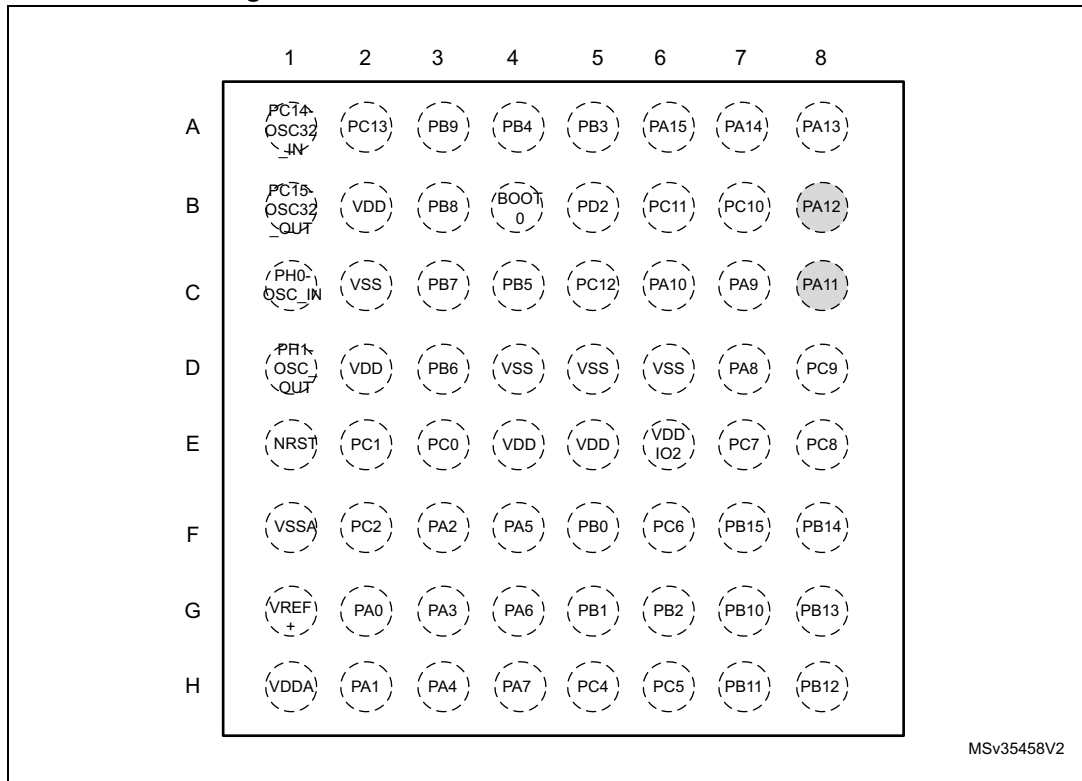 1 2 3 4 5 6 7 8
A PC14-OSC32_IN PC13 PB9 PB4 PB3 PA15 PA14 PA13
B PC15-OSC32_OUT VDD PB8 BOOT0 PD2 PC11 PC10 PA12
C PH0-OSC_IN VSS PB7 PB5 PC12 PA10 PA9 PA11
D PH1-OSC_OUT VDD PB6 VSS VSS VSS PA8 PC9
E NRST PC1 PC0 VDD VDD VDDIO2 PC7 PC8
F VSSA PC2 PA2 PA5 PB0 PC6 PB15 PB14
G VREF+ PA0 PA3 PA6 PB1 PB2 PB10 PB13
H VDDA PA1 PA4 PA7 PC4 PC5 PB11 PB12
MSv35458V2